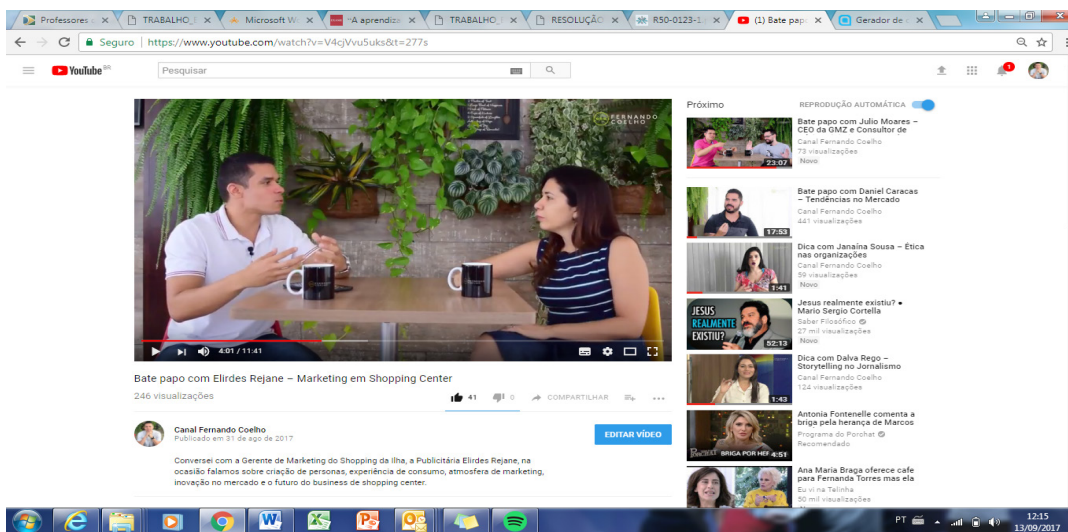 Professores
TRABALHO_
Microsoft W
"A aprendiz
TRABALHO_
RESOLUÇÃO
R50-0123-1
(1) Bate pap
Gerador de
Seguro | https://www.youtube.com/watch?v=V4cjVvu5uks&t=277s
YouTube BR
Pesquisar
1
FERNANDO
COELHO
4:01 / 11:41
Bate papo com Elirdes Rejane – Marketing em Shopping Center
246 visualizações
41
0
COMPARTILHAR
Canal Fernando Coelho
Publicado em 31 de ago de 2017
EDITAR VÍDEO
Conversei com a Gerente de Marketing do Shopping da Ilha, a Publicitária Elirdes Rejane, na
ocasião falamos sobre criação de personas, experiência de consumo, atmosfera de marketing,
inovação no mercado e o futuro do business de shopping center.
Próximo
REPRODUÇÃO AUTOMÁTICA
23:07
Bate papo com Julio Moares –
CEO da GMZ e Consultor de
Canal Fernando Coelho
73 visualizações
Novo
17:53
Bate papo com Daniel Caracas
– Tendências no Mercado
Canal Fernando Coelho
441 visualizações
1:41
Dica com Janaína Sousa – Ética
nas organizações
Canal Fernando Coelho
59 visualizações
Novo
JESUS
REALMENTE
EXISTIU?
52:13
Jesus realmente existiu? •
Mario Sergio Cortella
Saber Filosófico
27 mil visualizações
Novo
1:43
Dica com Dalva Rego –
Storytelling no Jornalismo
Canal Fernando Coelho
124 visualizações
BRIGA POR HER
4:51
Antonia Fontenelle comenta a
briga pela herança de Marcos
Programa do Porchat
Recomendado
Ana Maria Braga oferece cafe
para Fernanda Torres mas ela
Eu vi na Telinha
50 mil visualizações
PT
12:15
13/09/2017